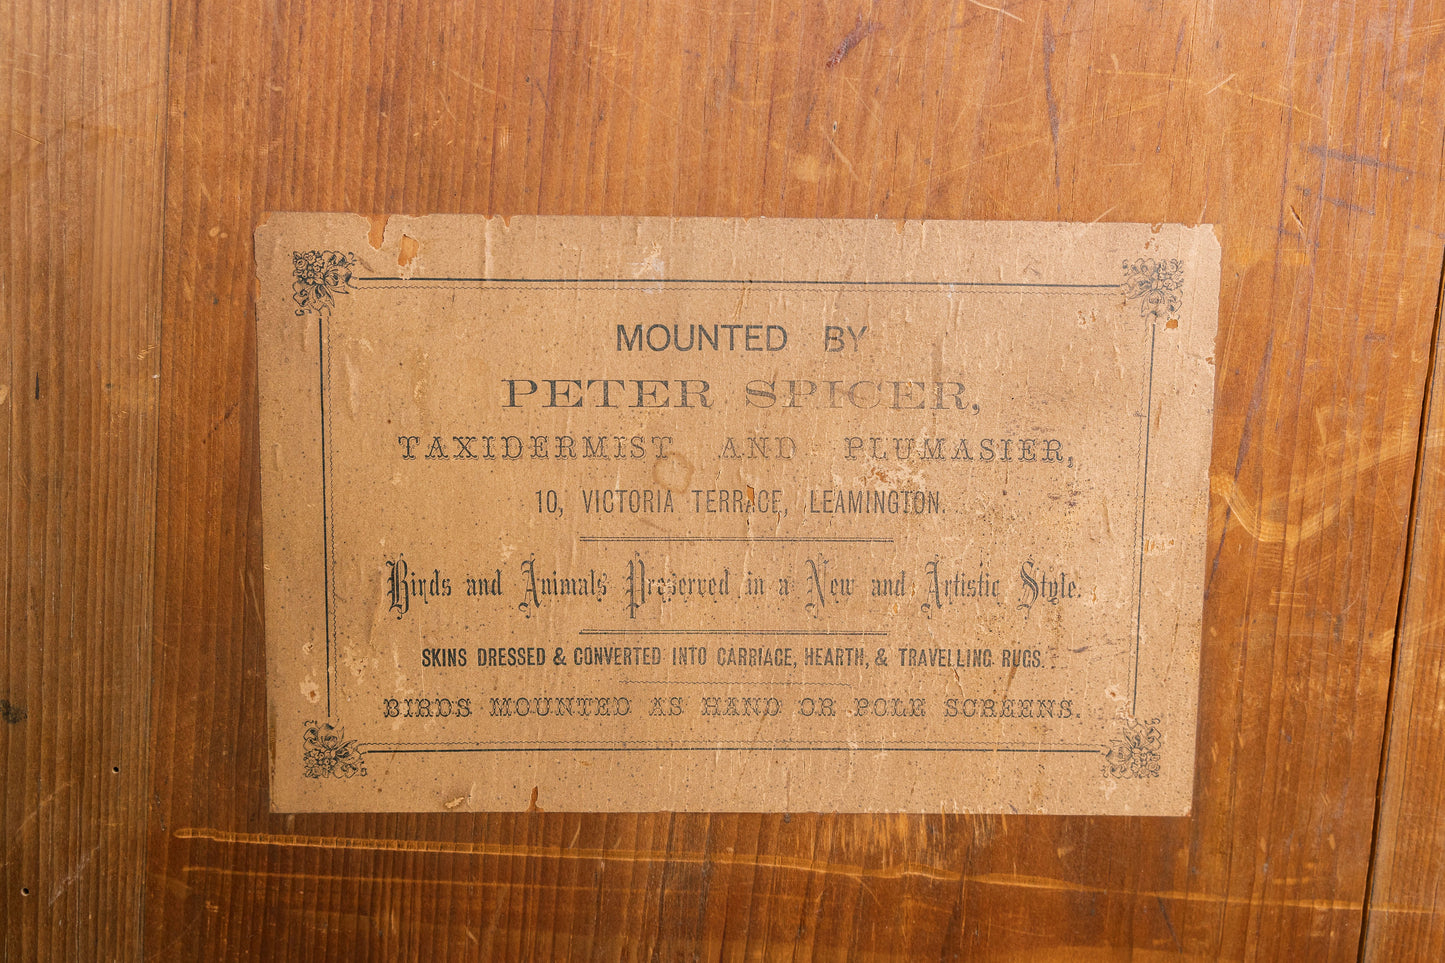 MOUNTED BY
PETER SPICER,
TAXIDERMIST AND PLUMASIER,
10, VICTORIA TERRACE, LEAMINGTON.
Birds and Animals Preserved in a New and Artistic Style.
SKINS DRESSED & CONVERTED INTO CARRIAGE, HEARTH, & TRAVELLING RUGS.
BIRDS MOUNTED AS HAND OR POLE SCREENS.